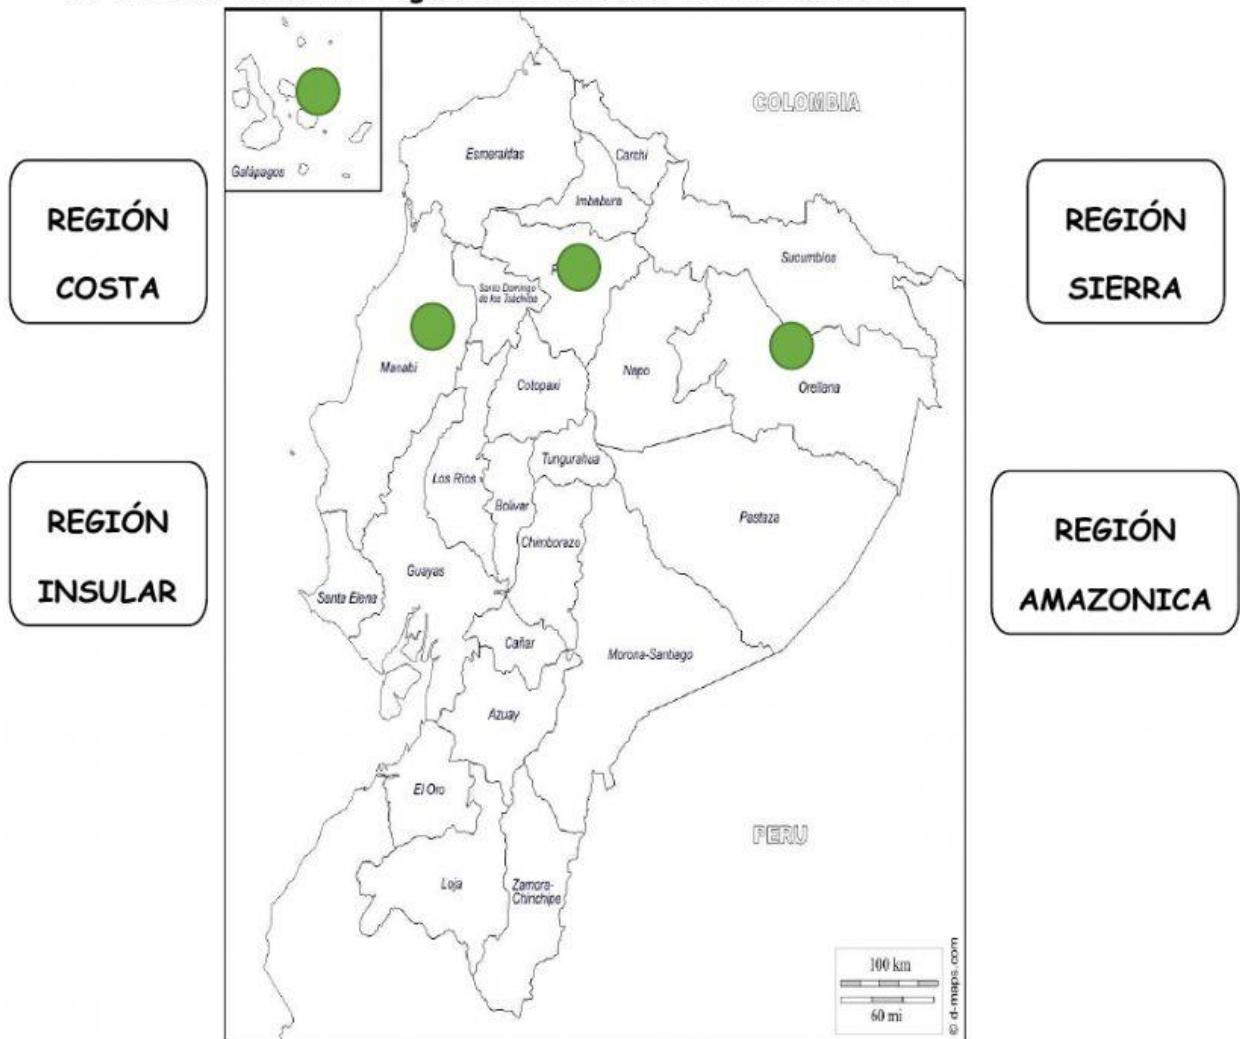 COLOMBIA
Esmeraldas
Carchi
Imbabura
Galápagos
REGIÓN
COSTA
REGIÓN
SIERRA
Sucumbíos
P
Santo Domingo
de los Tsáchilas
Manabí
Cotopaxi
Napo
Orellana
REGIÓN
INSULAR
REGIÓN
AMAZONICA
Los Ríos
Tungurahua
Bolívar
Pastaza
Chimborazo
Guayas
Santa Elena
Cañar
Morona-Santiago
Azuay
El Oro
PERU
Loja
Zamora-
Chinchipe
100 km
60 mi
© d-maps.com